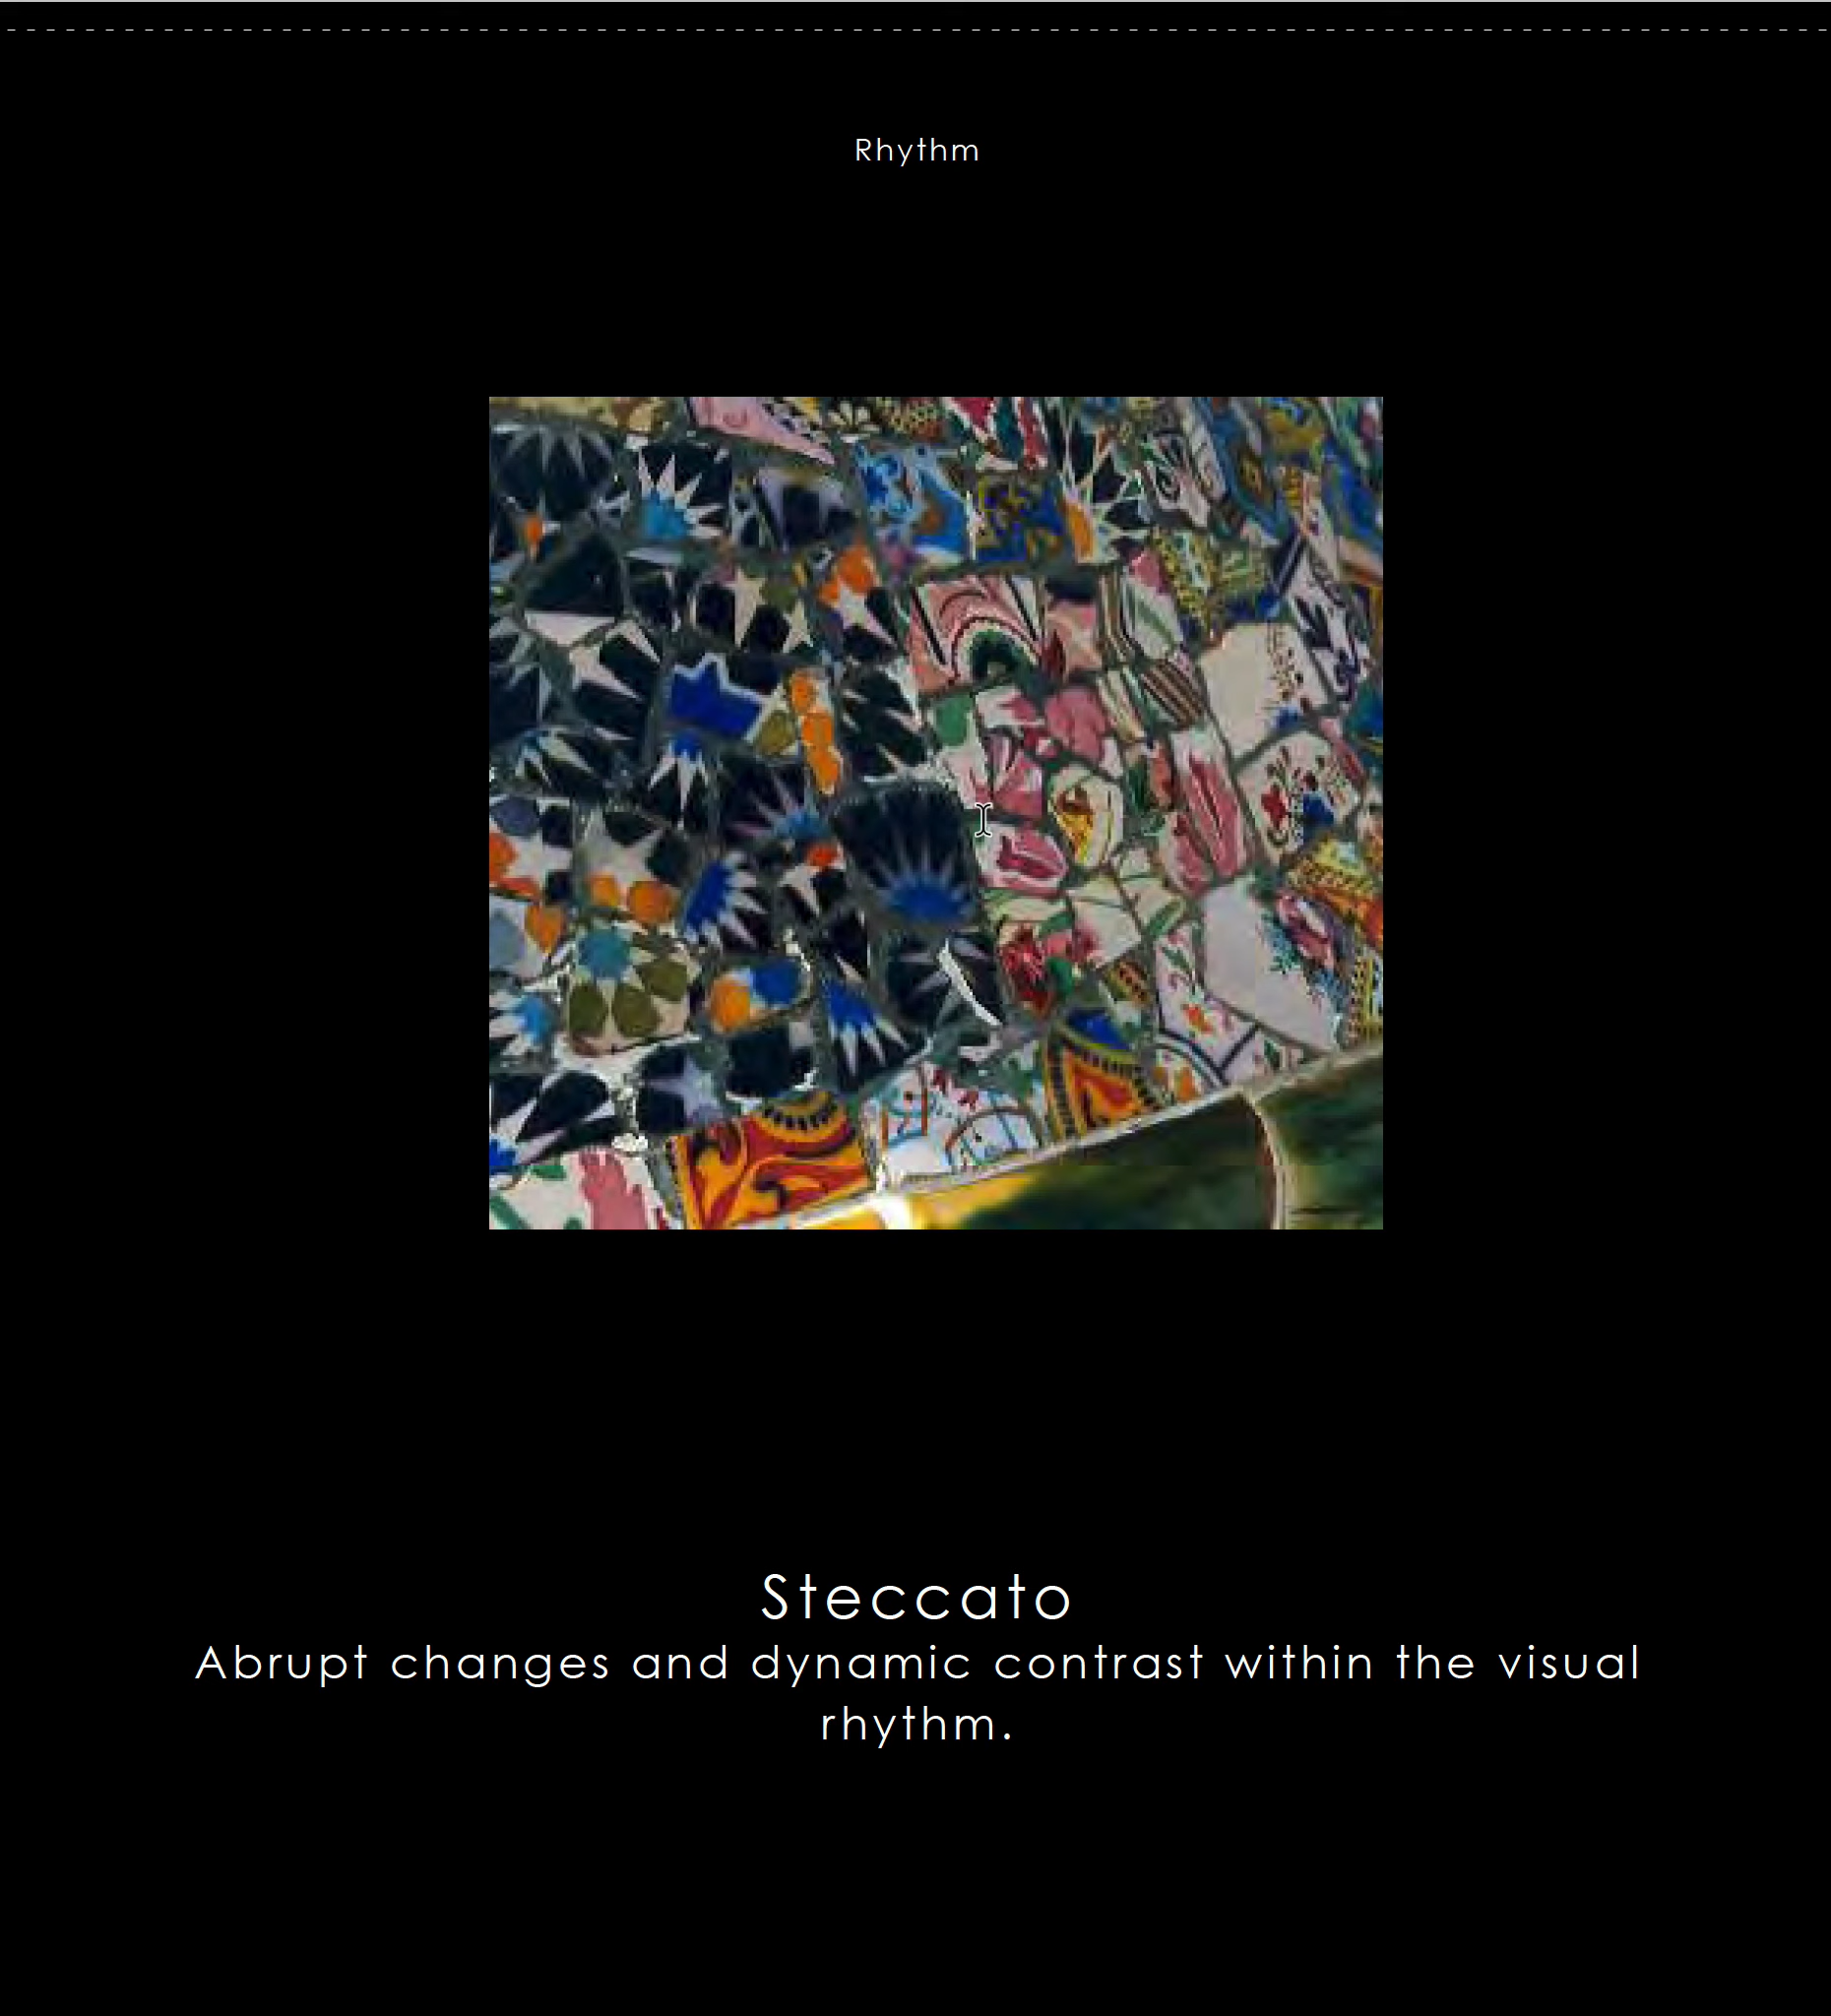 Rhythm
Steccato
Abrupt changes and dynamic contrast within the visual
rhythm.